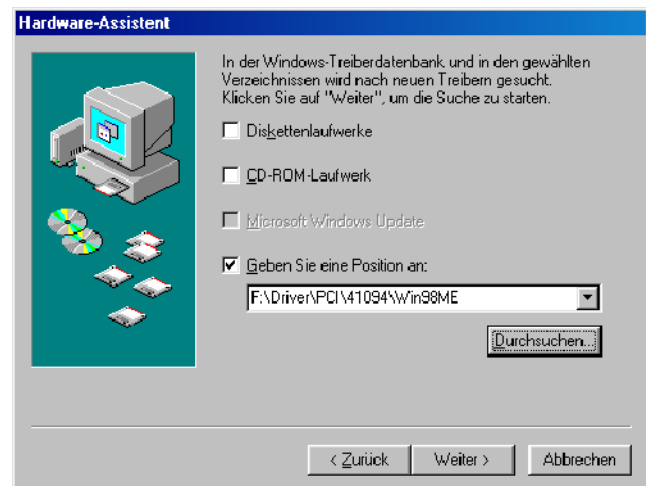 Hardware-Assistent
In der Windows-Treiberdatenbank und in den gewählten
Verzeichnissen wird nach neuen Treibern gesucht.
Klicken Sie auf "Weiter", um die Suche zu starten.
Diskettenlaufwerke
CD-ROM-Laufwerk
Microsoft Windows Update
Geben Sie eine Position an:
F:\Driver\PCI\41094\Win98ME
Durchsuchen...
< Zurück Weiter > Abbrechen